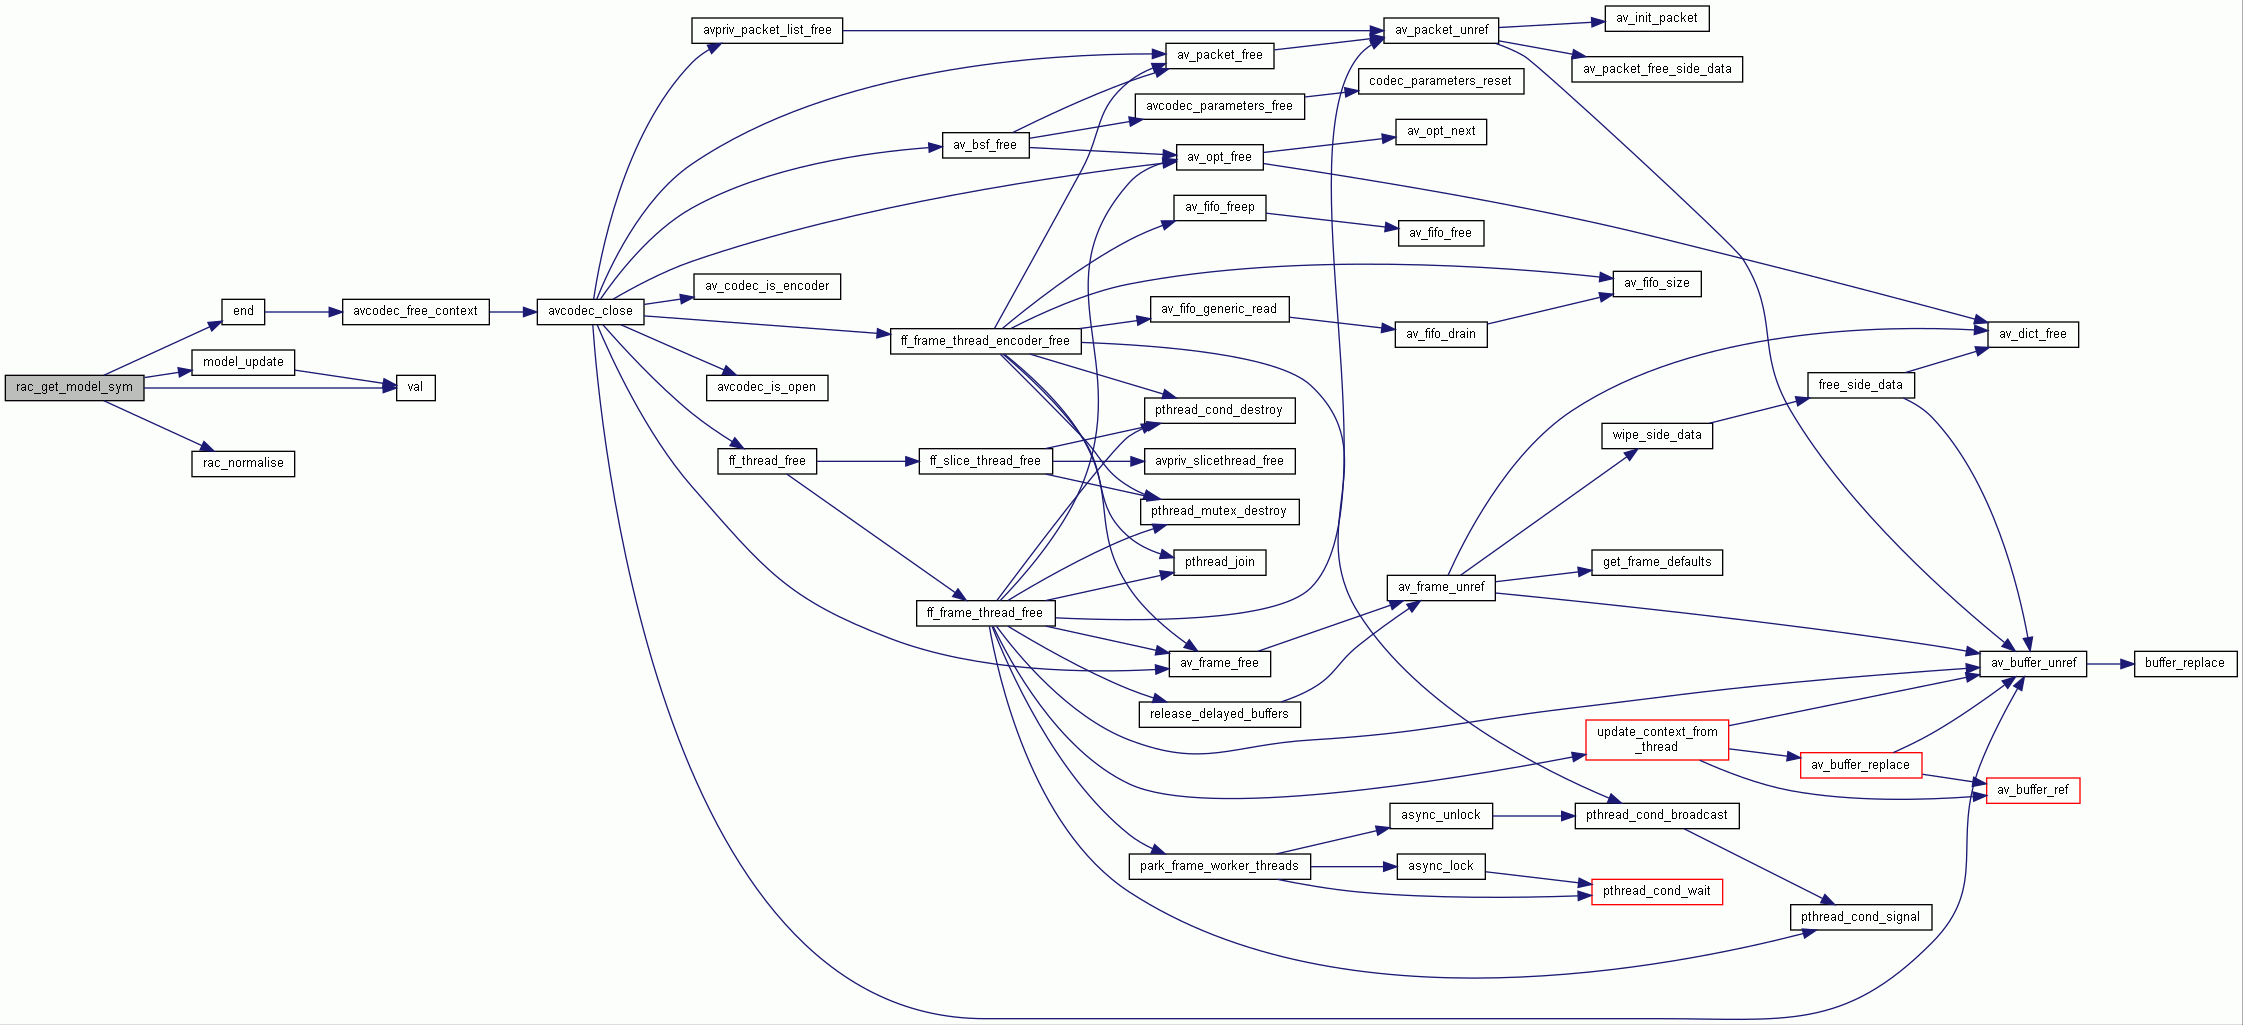 rac_get_model_sym
end
model_update
val
rac_normalise
avcodec_free_context
avcodec_close
avpriv_packet_list_free
av_packet_free
av_packet_unref
av_init_packet
av_packet_free_side_data
codec_parameters_reset
avcodec_parameters_free
av_bsf_free
av_opt_free
av_opt_next
av_fifo_freep
av_fifo_free
av_codec_is_encoder
av_fifo_size
av_fifo_generic_read
av_fifo_drain
ff_frame_thread_encoder_free
av_dict_free
avcodec_is_open
free_side_data
pthread_cond_destroy
wipe_side_data
ff_thread_free
ff_slice_thread_free
avpriv_slicethread_free
pthread_mutex_destroy
pthread_join
get_frame_defaults
av_frame_unref
ff_frame_thread_free
av_frame_free
av_buffer_unref
buffer_replace
release_delayed_buffers
update_context_from
_thread
av_buffer_replace
av_buffer_ref
async_unlock
pthread_cond_broadcast
park_frame_worker_threads
async_lock
pthread_cond_wait
pthread_cond_signal